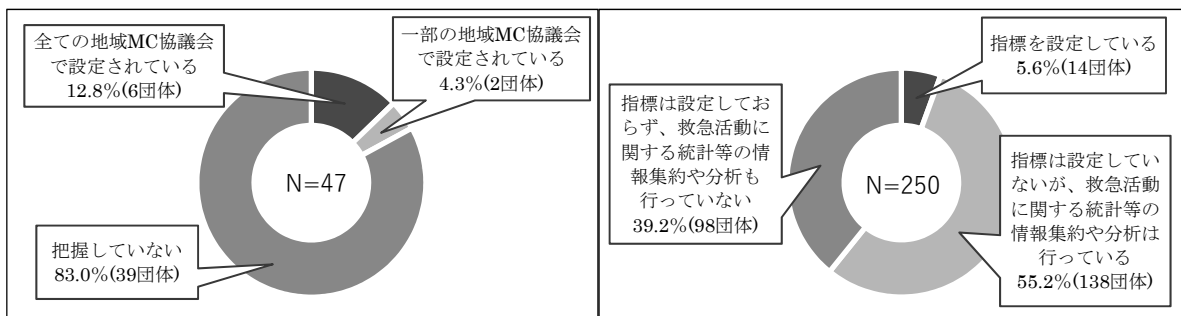 全ての地域MC協議会
で設定されている
12.8%(6団体)
一部の地域MC協議会
で設定されている
4.3%(2団体)
N=47
把握していない
83.0%(39団体)
指標を設定している
5.6%(14団体)
指標は設定してお
らず、救急活動に
関する統計等の情
報集約や分析も
行っていない
39.2%(98団体)
N=250
指標は設定してい
ないが、救急活動
に関する統計等の
情報集約や分析は
行っている
55.2%(138団体)